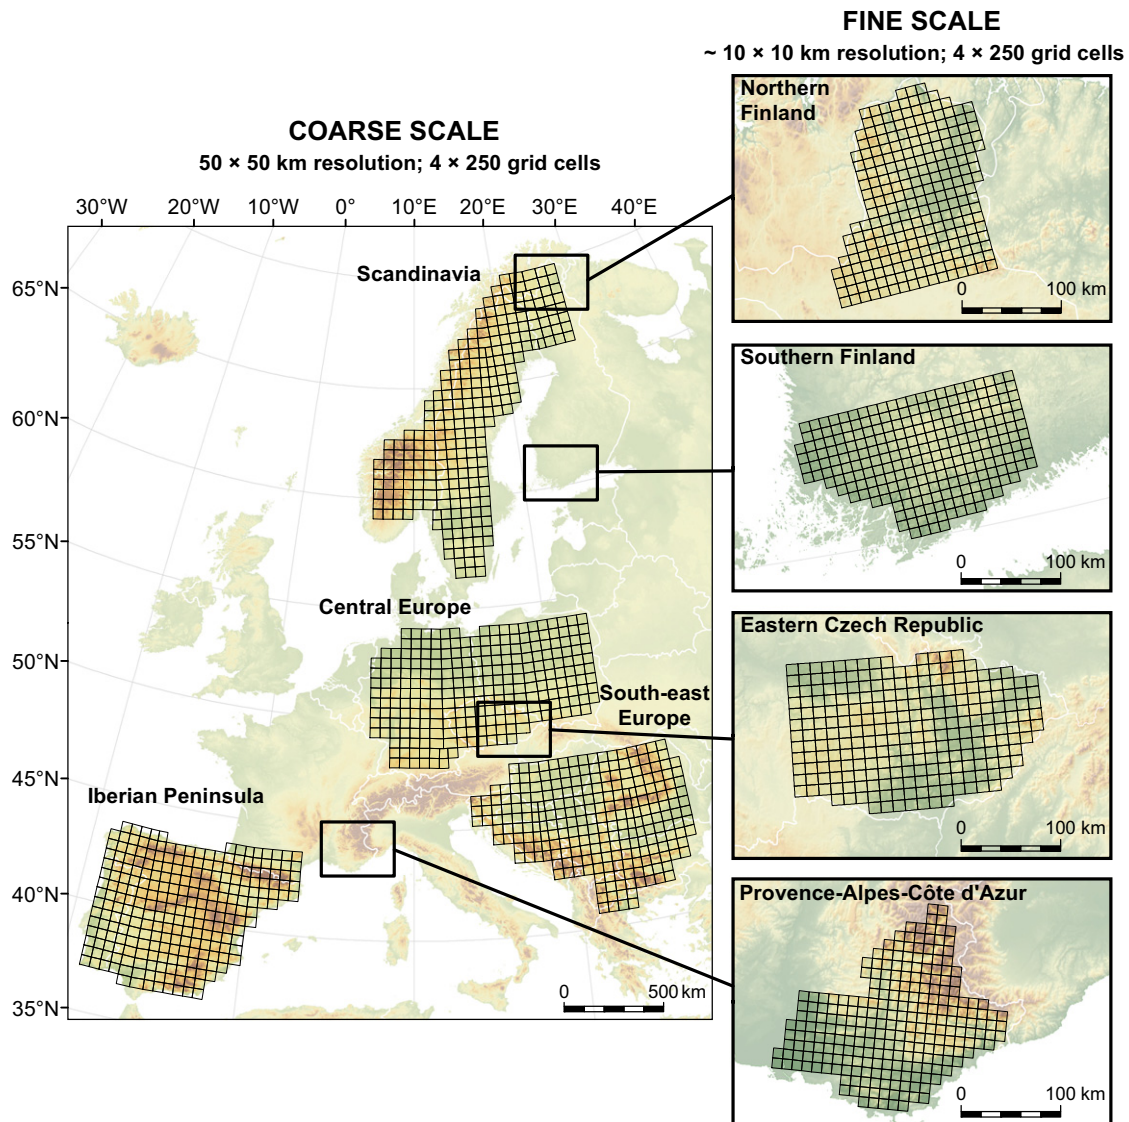 FINE SCALE
~ 10 × 10 km resolution; 4 × 250 grid cells
COARSE SCALE
50 × 50 km resolution; 4 × 250 grid cells
30°W 20°W 10°W 0° 10°E 20°E 30°E 40°E
65°N
60°N
55°N
50°N
45°N
40°N
35°N
Scandinavia
Central Europe
South-east
Europe
Iberian Peninsula
0 500 km
Northern
Finland
0 100 km
Southern Finland
0 100 km
Eastern Czech Republic
0 100 km
Provence-Alpes-Côte d'Azur
0 100 km